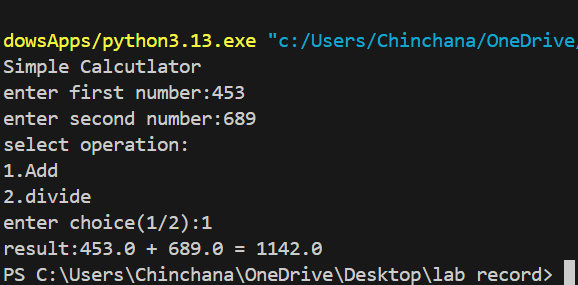 dowsApps/python3.13.exe "c:/Users/Chinchana/OneDrive/
Simple Calcutlator
enter first number:453
enter second number:689
select operation:
1.Add
2.divide
enter choice(1/2):1
result:453.0 + 689.0 = 1142.0
PS C:\Users\Chinchana\OneDrive\Desktop\lab record>